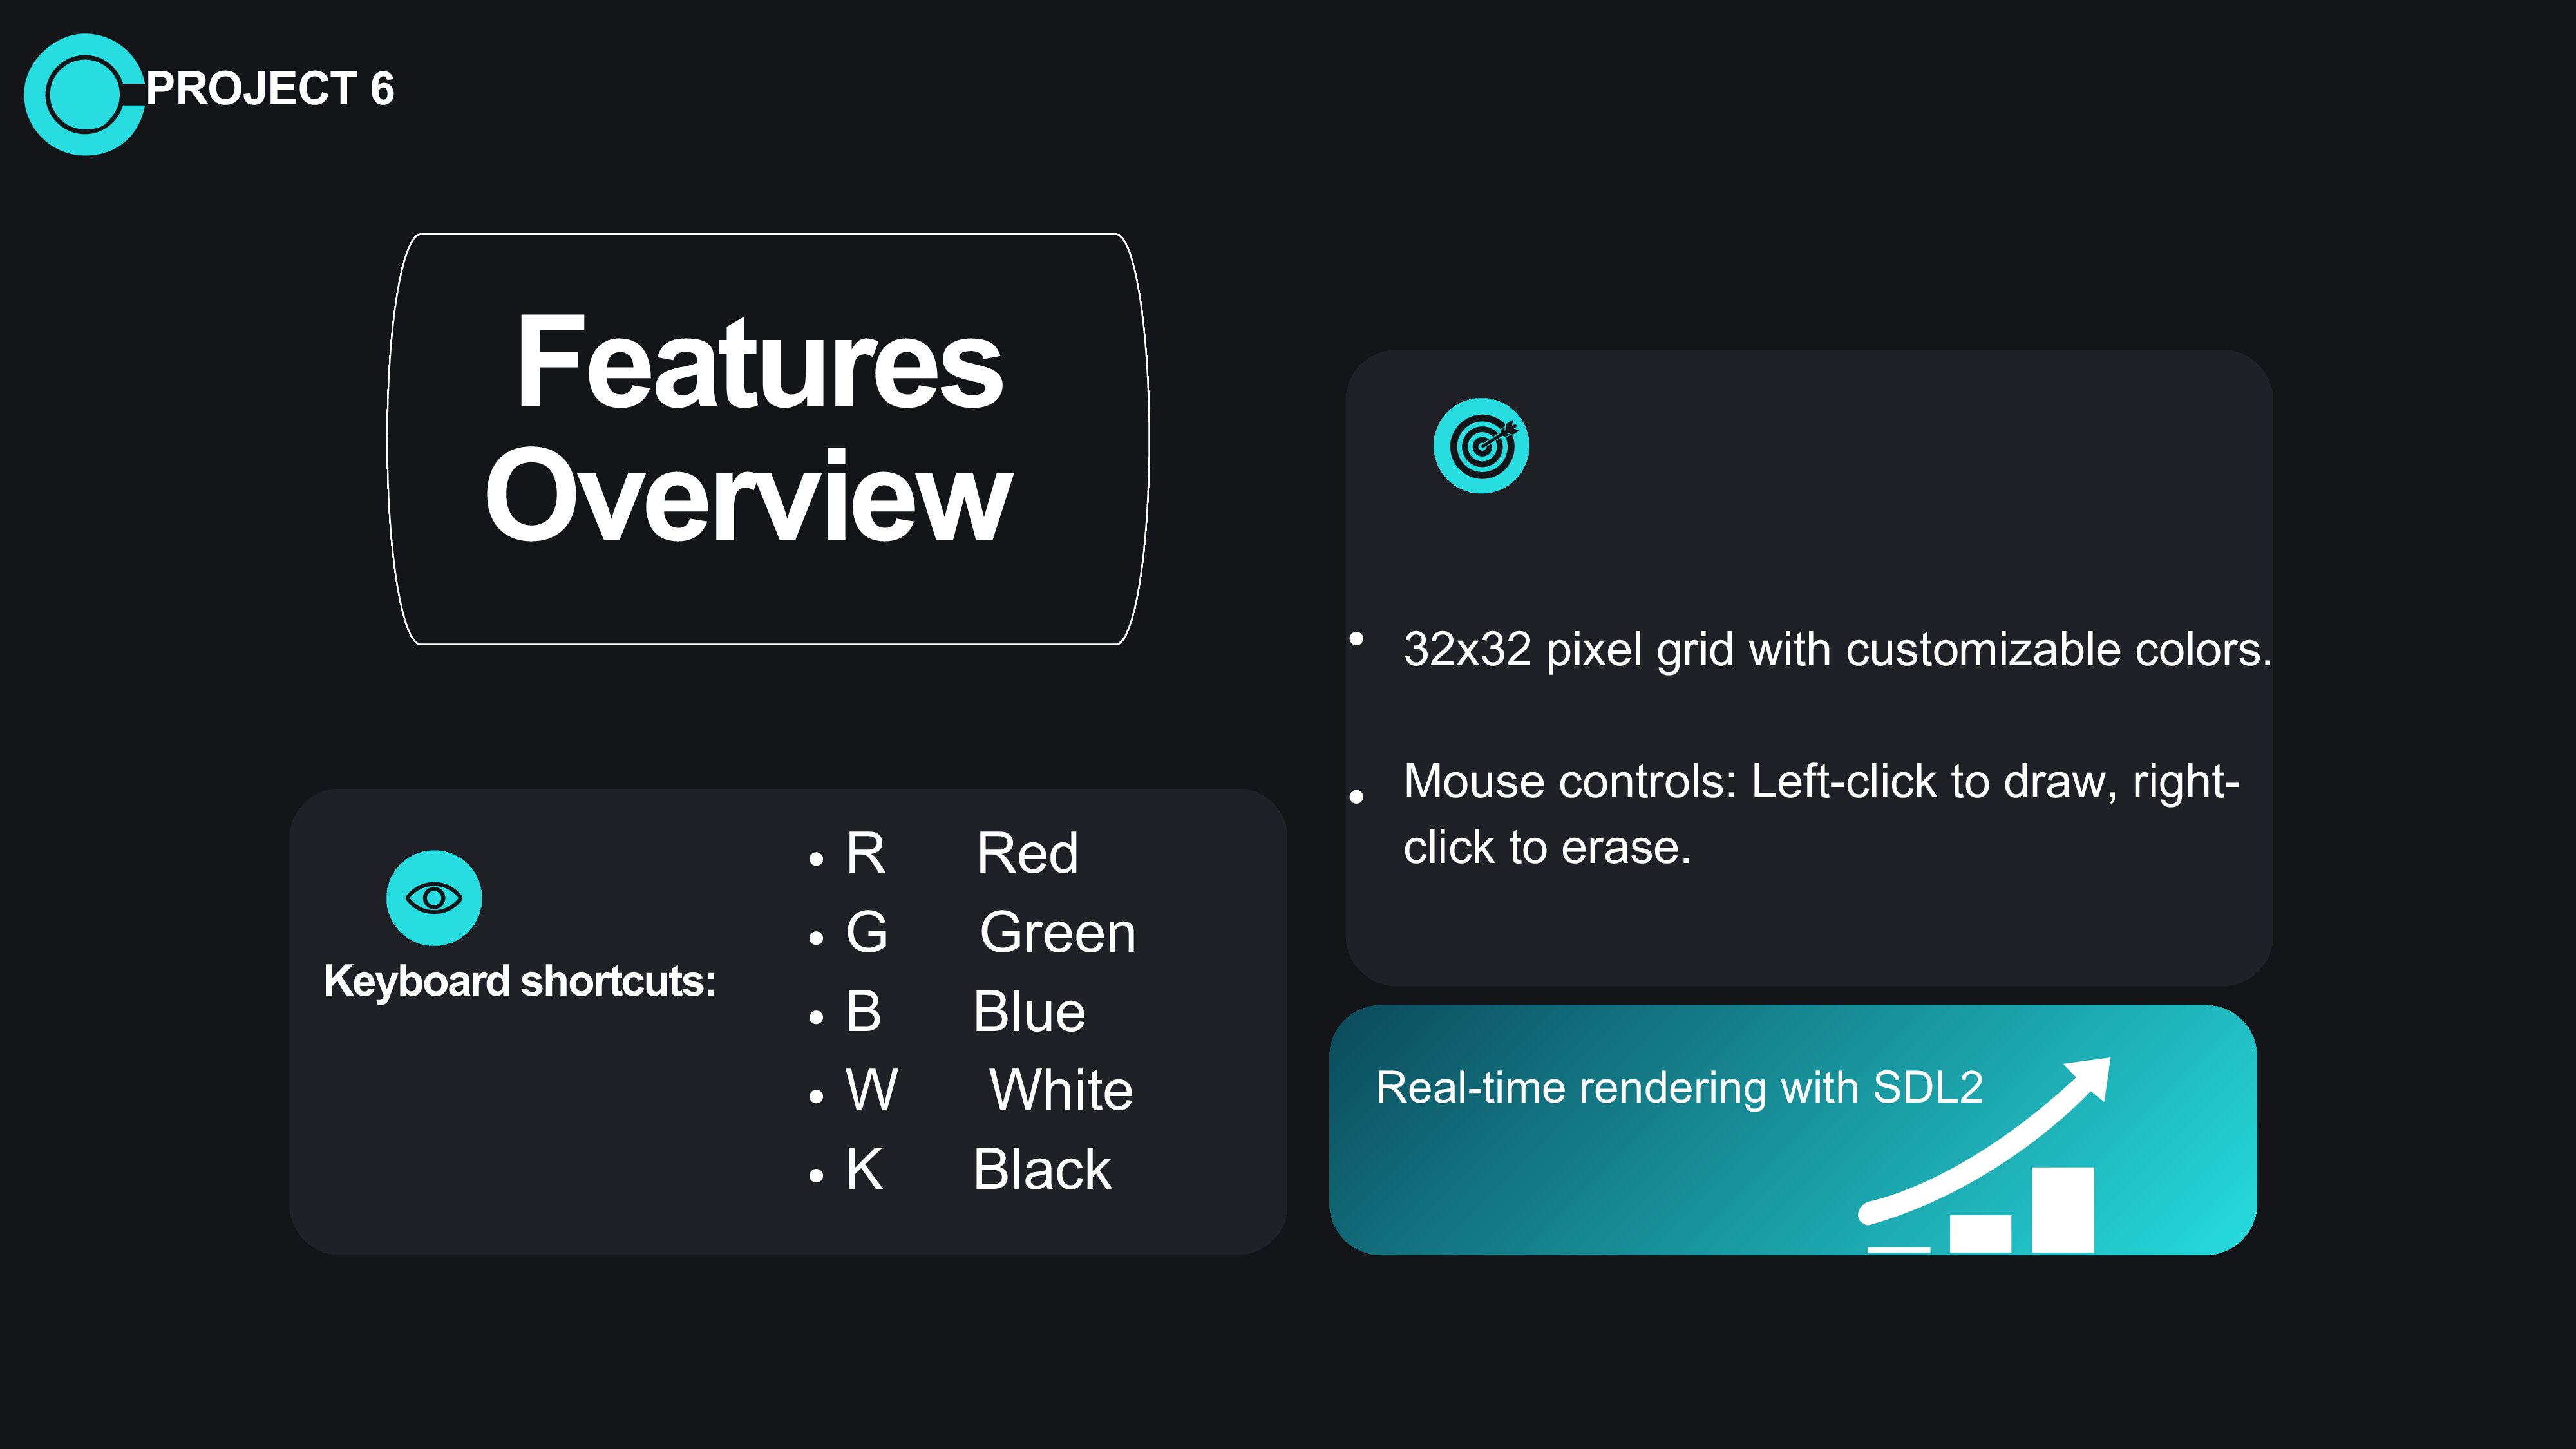 PROJECT 6
Features
Overview
Keyboard shortcuts:
• R Red
• G Green
• B Blue
• W White
• K Black
• 32x32 pixel grid with customizable colors.
• Mouse controls: Left-click to draw, right-
click to erase.
Real-time rendering with SDL2